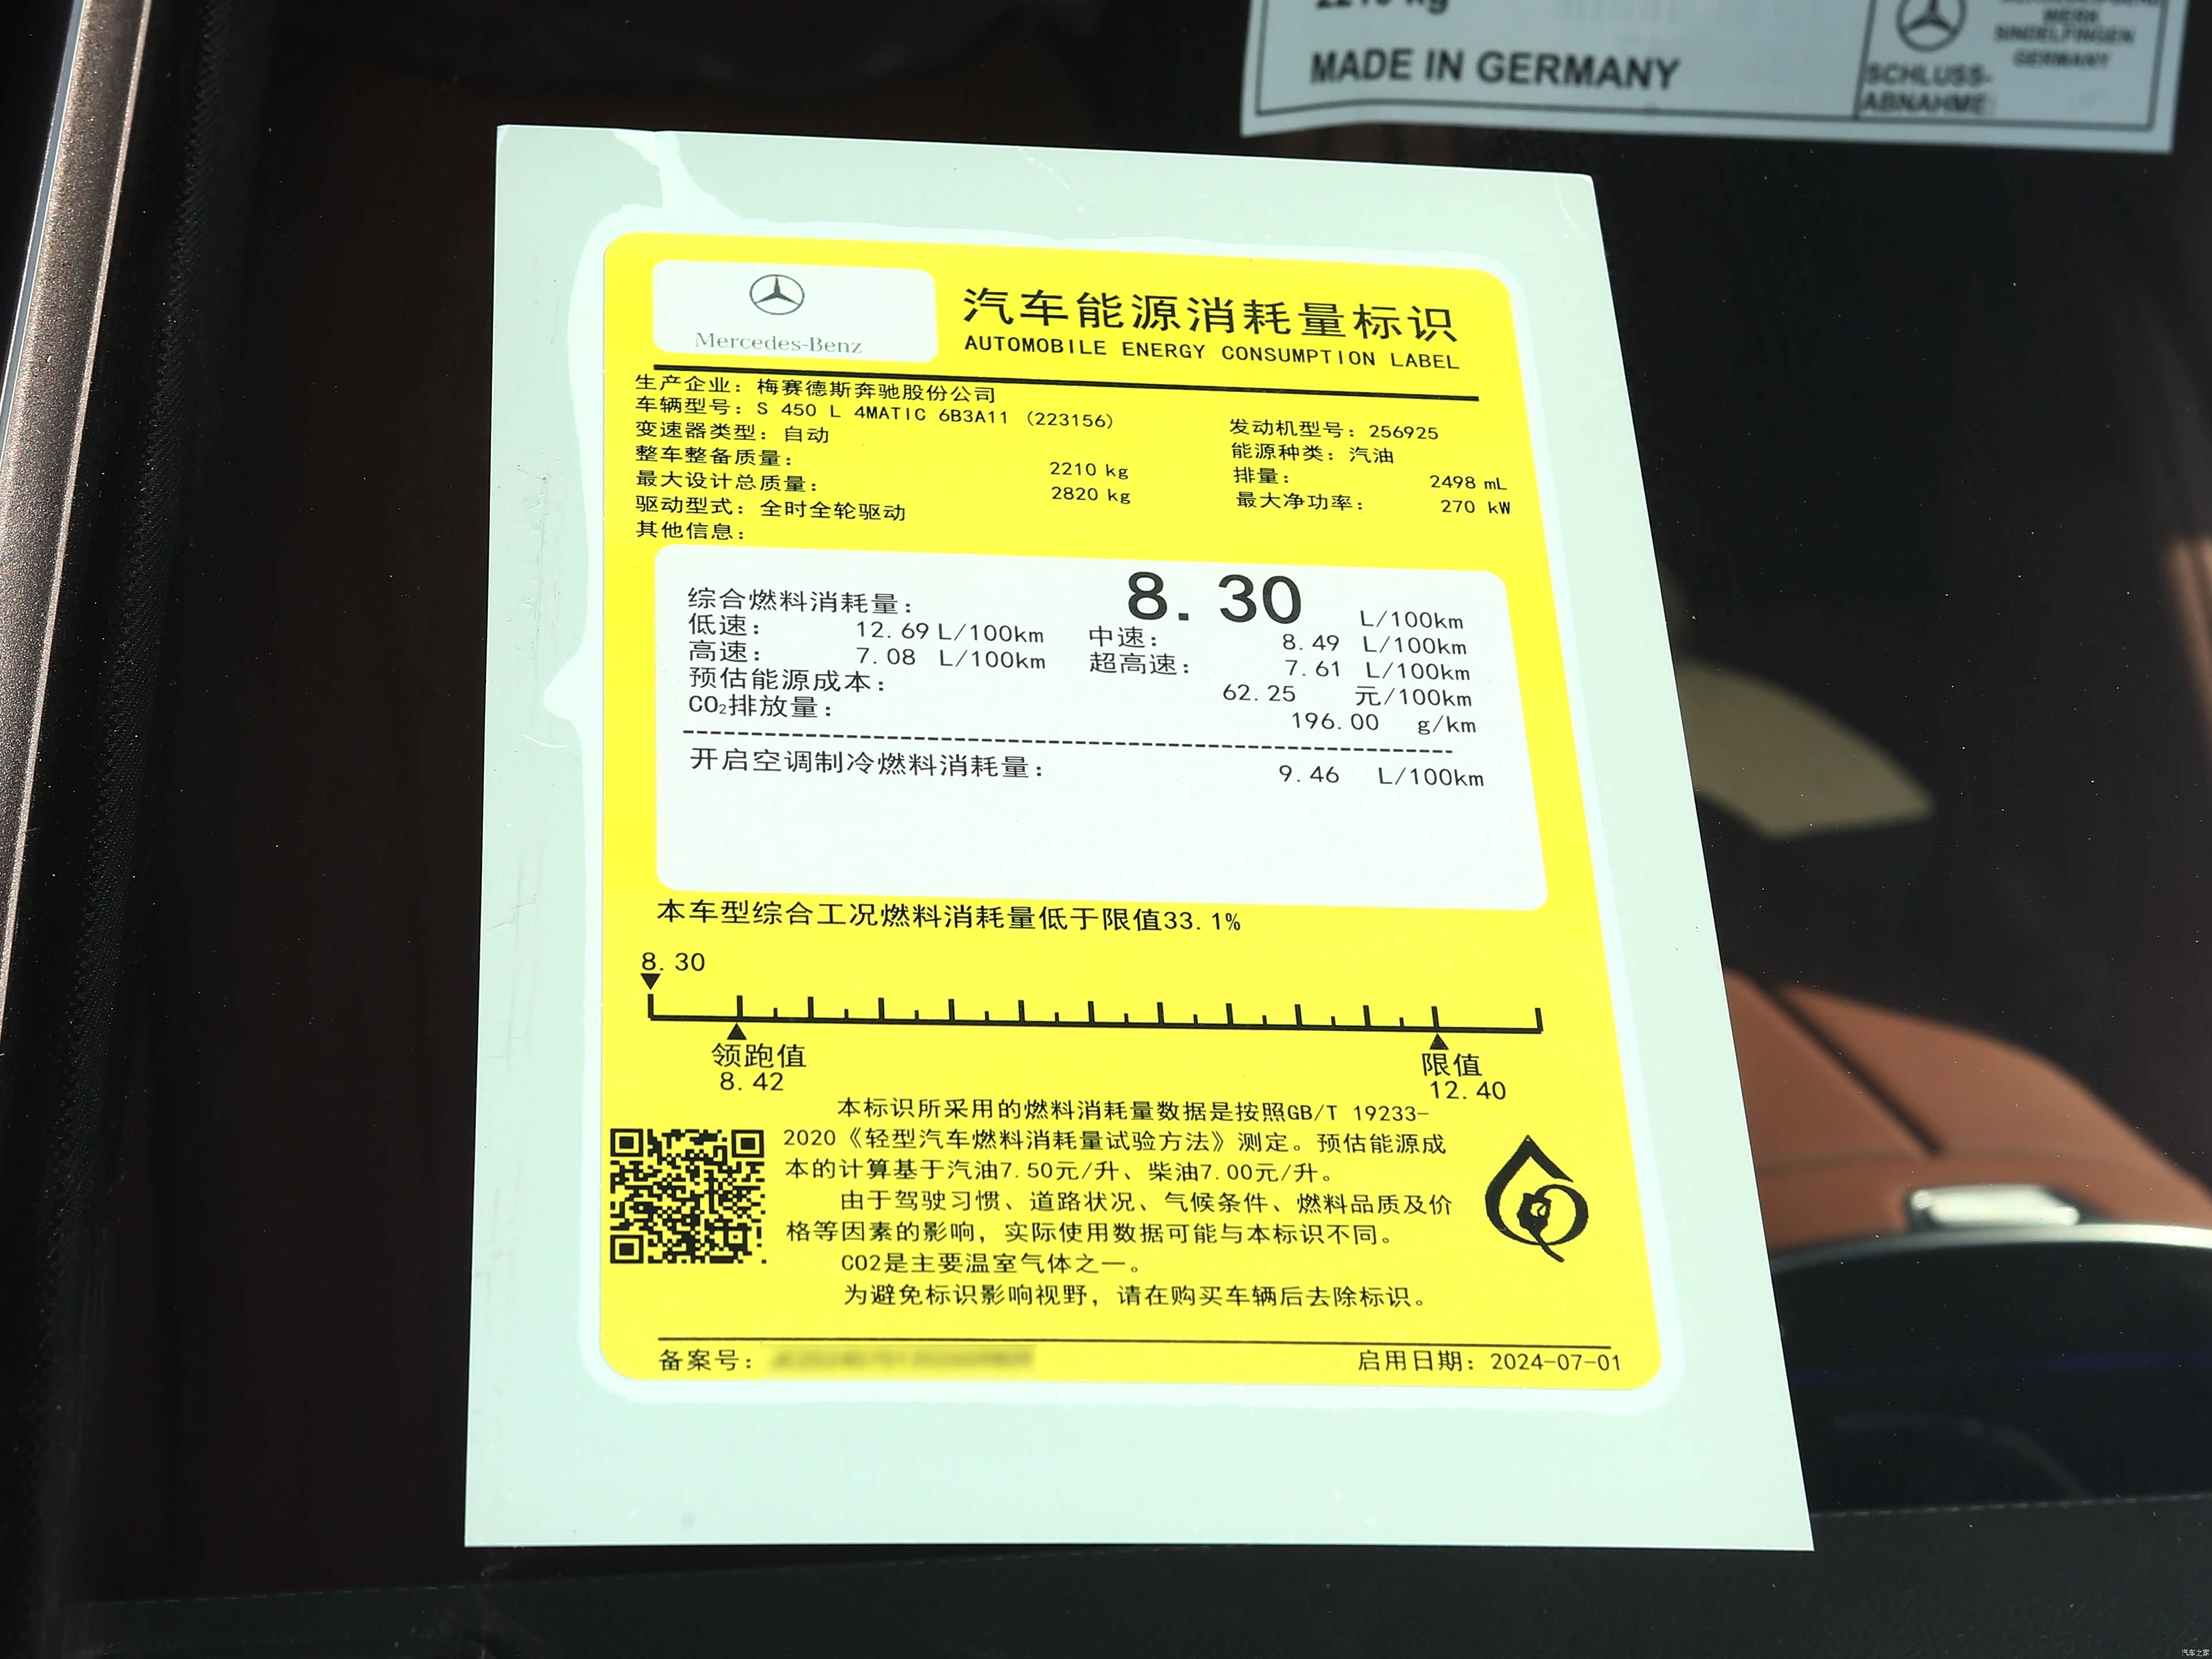 MADE IN GERMANY
WERK
SINDELFINGEN
GERMANY
SCHLUSS-
ABNAHME:
Mercedes-Benz
汽车能源消耗量标识
AUTOMOBILE ENERGY CONSUMPTION LABEL
生产企业：梅赛德斯奔驰股份公司
车辆型号：S 450 L 4MATIC 6B3A11 (223156)
发动机型号：256925
变速器类型：自动
能源种类：汽油
整车整备质量： 2210 kg
排量： 2498 mL
最大设计总质量： 2820 kg
最大净功率： 270 kW
驱动型式：全时全轮驱动
其他信息：
综合燃料消耗量： 8.30 L/100km
低速： 12.69 L/100km 中速： 8.49 L/100km
高速： 7.08 L/100km 超高速： 7.61 L/100km
预估能源成本： 62.25 元/100km
CO₂排放量： 196.00 g/km
开启空调制冷燃料消耗量： 9.46 L/100km
本车型综合工况燃料消耗量低于限值33.1%
8.30
领跑值 限值
8.42 12.40
本标识所采用的燃料消耗量数据是按照GB/T 19233-
2020《轻型汽车燃料消耗量试验方法》测定。预估能源成
本的计算基于汽油7.50元/升、柴油7.00元/升。
由于驾驶习惯、道路状况、气候条件、燃料品质及价
格等因素的影响，实际使用数据可能与本标识不同。
CO2是主要温室气体之一。
为避免标识影响视野，请在购买车辆后去除标识。
备案号：
启用日期：2024-07-01
汽车之家